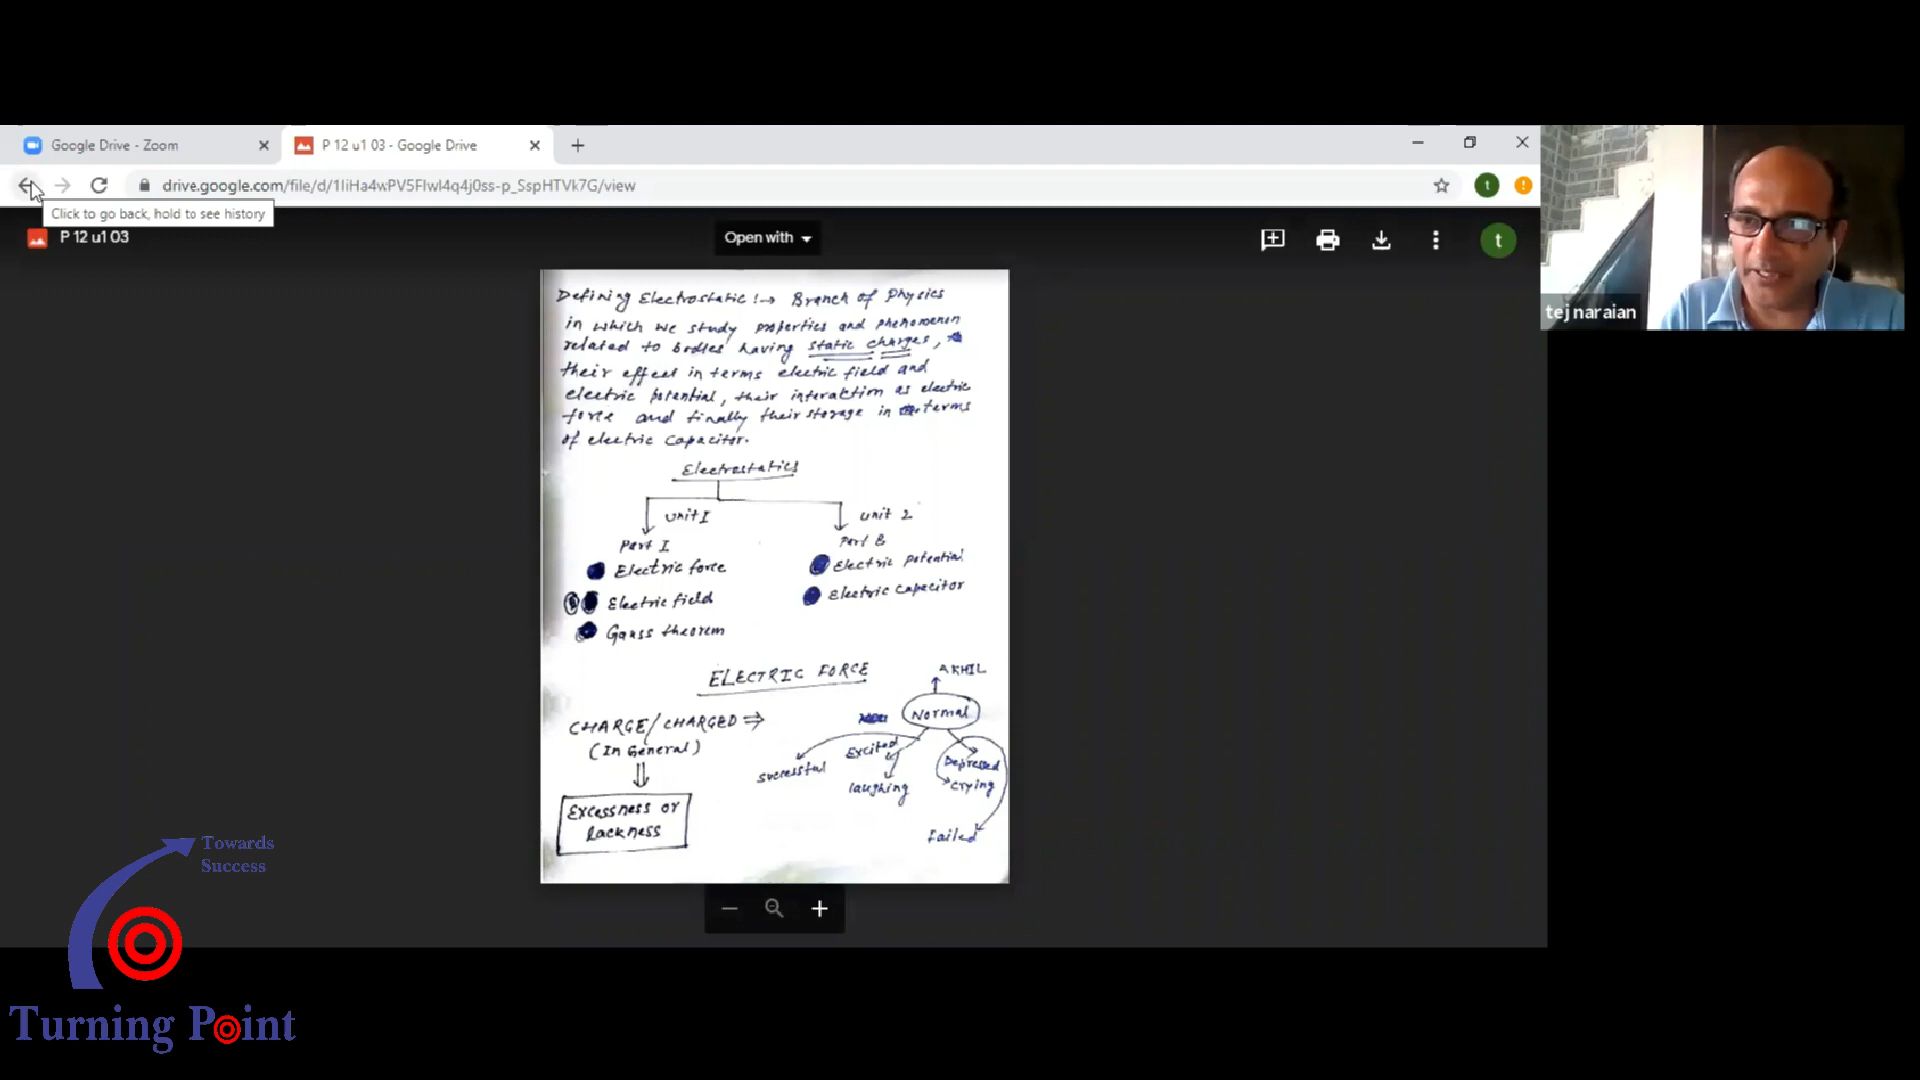 Google Drive - Zoom
P 12 u1 03 - Google Drive
drive.google.com/file/d/1IiHa4wPV5FIwI4q4j0ss-p_SspHTVk7G/view
Click to go back, hold to see history
P 12 u1 03
Open with
t
t
tej naraian
Defining Electrostatic :→ Branch of Physics
in which we study properties and phenomenon
related to bodies having static charges,
their effect in terms electric field and
electric potential, their interaction as electric
force and finally their storage in terms
of electric capacitor.
Electrostatics
Unit I
Unit 2
Part I
Part B
Electric force
Electric potential
Electric field
Electric Capacitor
Gauss theorem
ELECTRIC FORCE
AKHIL
Normal
CHARGE/CHARGED ⇒
(In General)
Excited
Successful
Depressed
laughing
crying
Excessness or
lackness
failed
Towards
Success
Turning Point